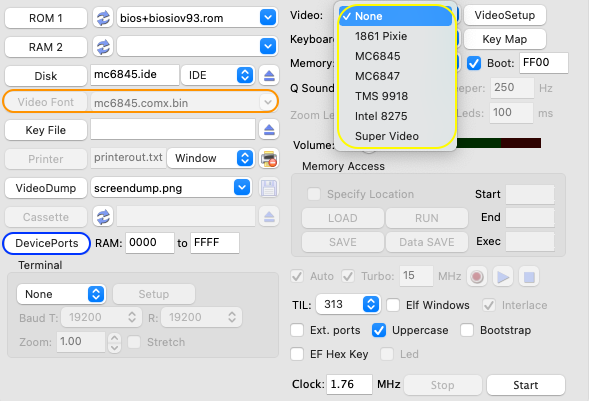 ROM 1 bios+biosiov93.rom
RAM 2
Disk mc6845.ide IDE
Video Font mc6845.comx.bin
Key File
Printer printerout.txt Window
VideoDump screendump.png
Cassette
DevicePorts RAM: 0000 to FFFF
Terminal
None Setup
Baud T: 19200 R: 19200
Zoom: 1.00 Stretch
Video: VideoSetup
✓ None
1861 Pixie
MC6845
MC6847
TMS 9918
Intel 8275
Super Video
Keyboard Key Map
Memory: Boot: FF00
Q Sound 250 Hz
Zoom Le Leds: 100 ms
Volume:
Memory Access
Specify Location Start
LOAD RUN End
SAVE Data SAVE Exec
Auto Turbo: 15 MHz
TIL: 313 Elf Windows Interlace
Ext. ports Uppercase Bootstrap
EF Hex Key Led
Clock: 1.76 MHz Stop Start